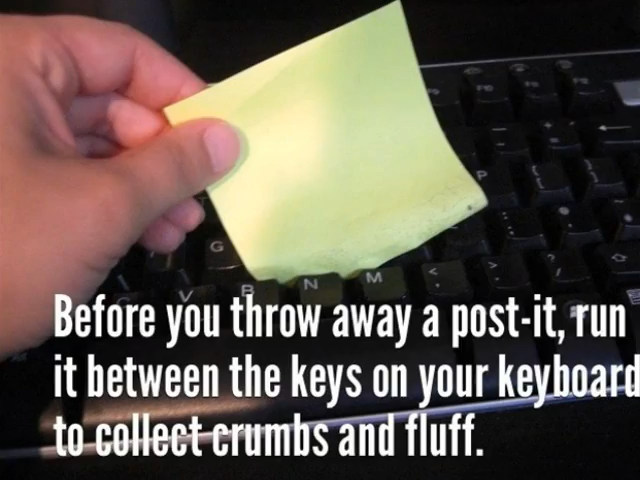 P
G
B N M
V
Before you throw away a post-it, run
it between the keys on your keyboard
to collect crumbs and fluff.